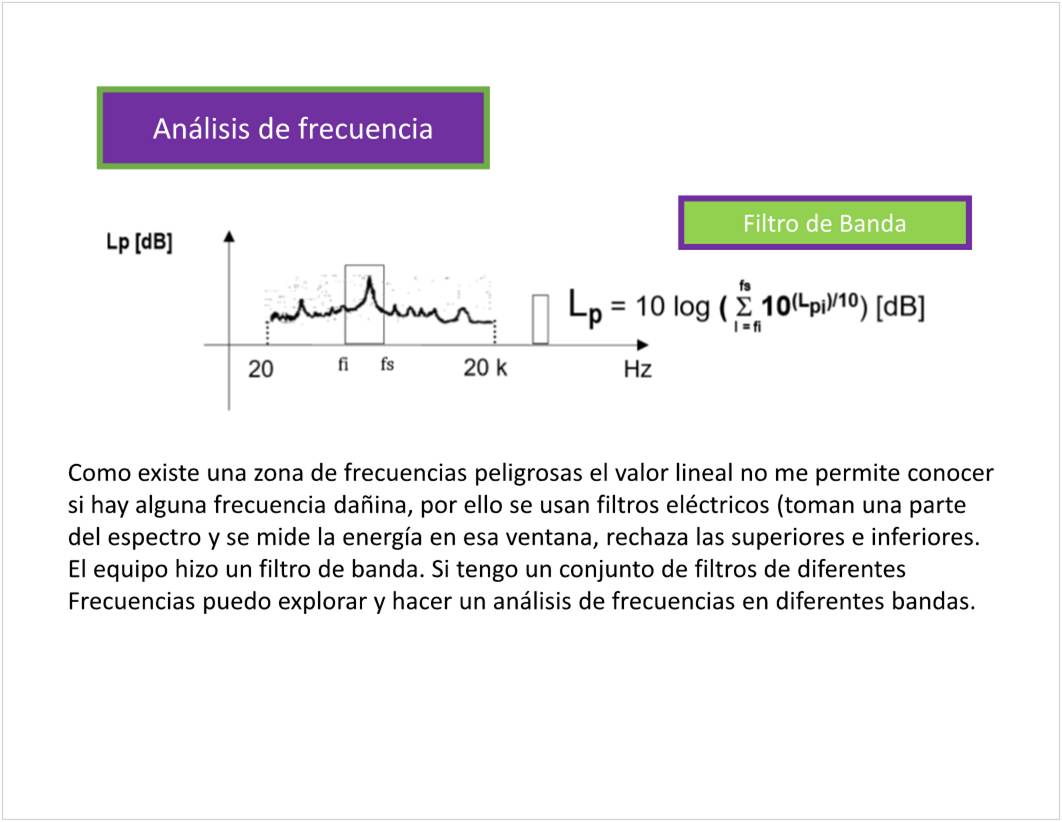 Análisis de frecuencia
Filtro de Banda
Lp [dB]
Lp = 10 log ( fs Σ I = fi 10(Lpi)/10) [dB]
20 fi fs 20 k Hz
Como existe una zona de frecuencias peligrosas el valor lineal no me permite conocer
si hay alguna frecuencia dañina, por ello se usan filtros eléctricos (toman una parte
del espectro y se mide la energía en esa ventana, rechaza las superiores e inferiores.
El equipo hizo un filtro de banda. Si tengo un conjunto de filtros de diferentes
Frecuencias puedo explorar y hacer un análisis de frecuencias en diferentes bandas.